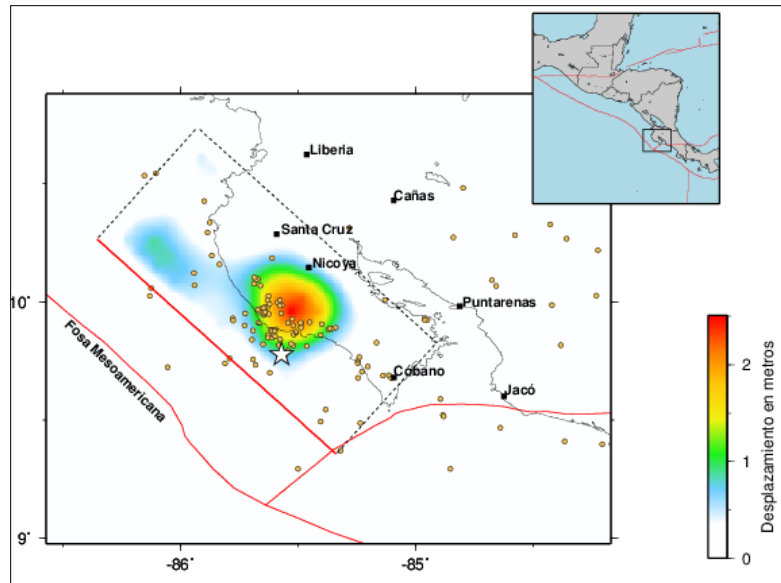 Liberia
Cañas
Santa Cruz
Nicoya
Puntarenas
Cobano
Jacó
Fosa Mesoamericana
10°
9°
-86°
-85°
2
1
0
Desplazamiento en metros